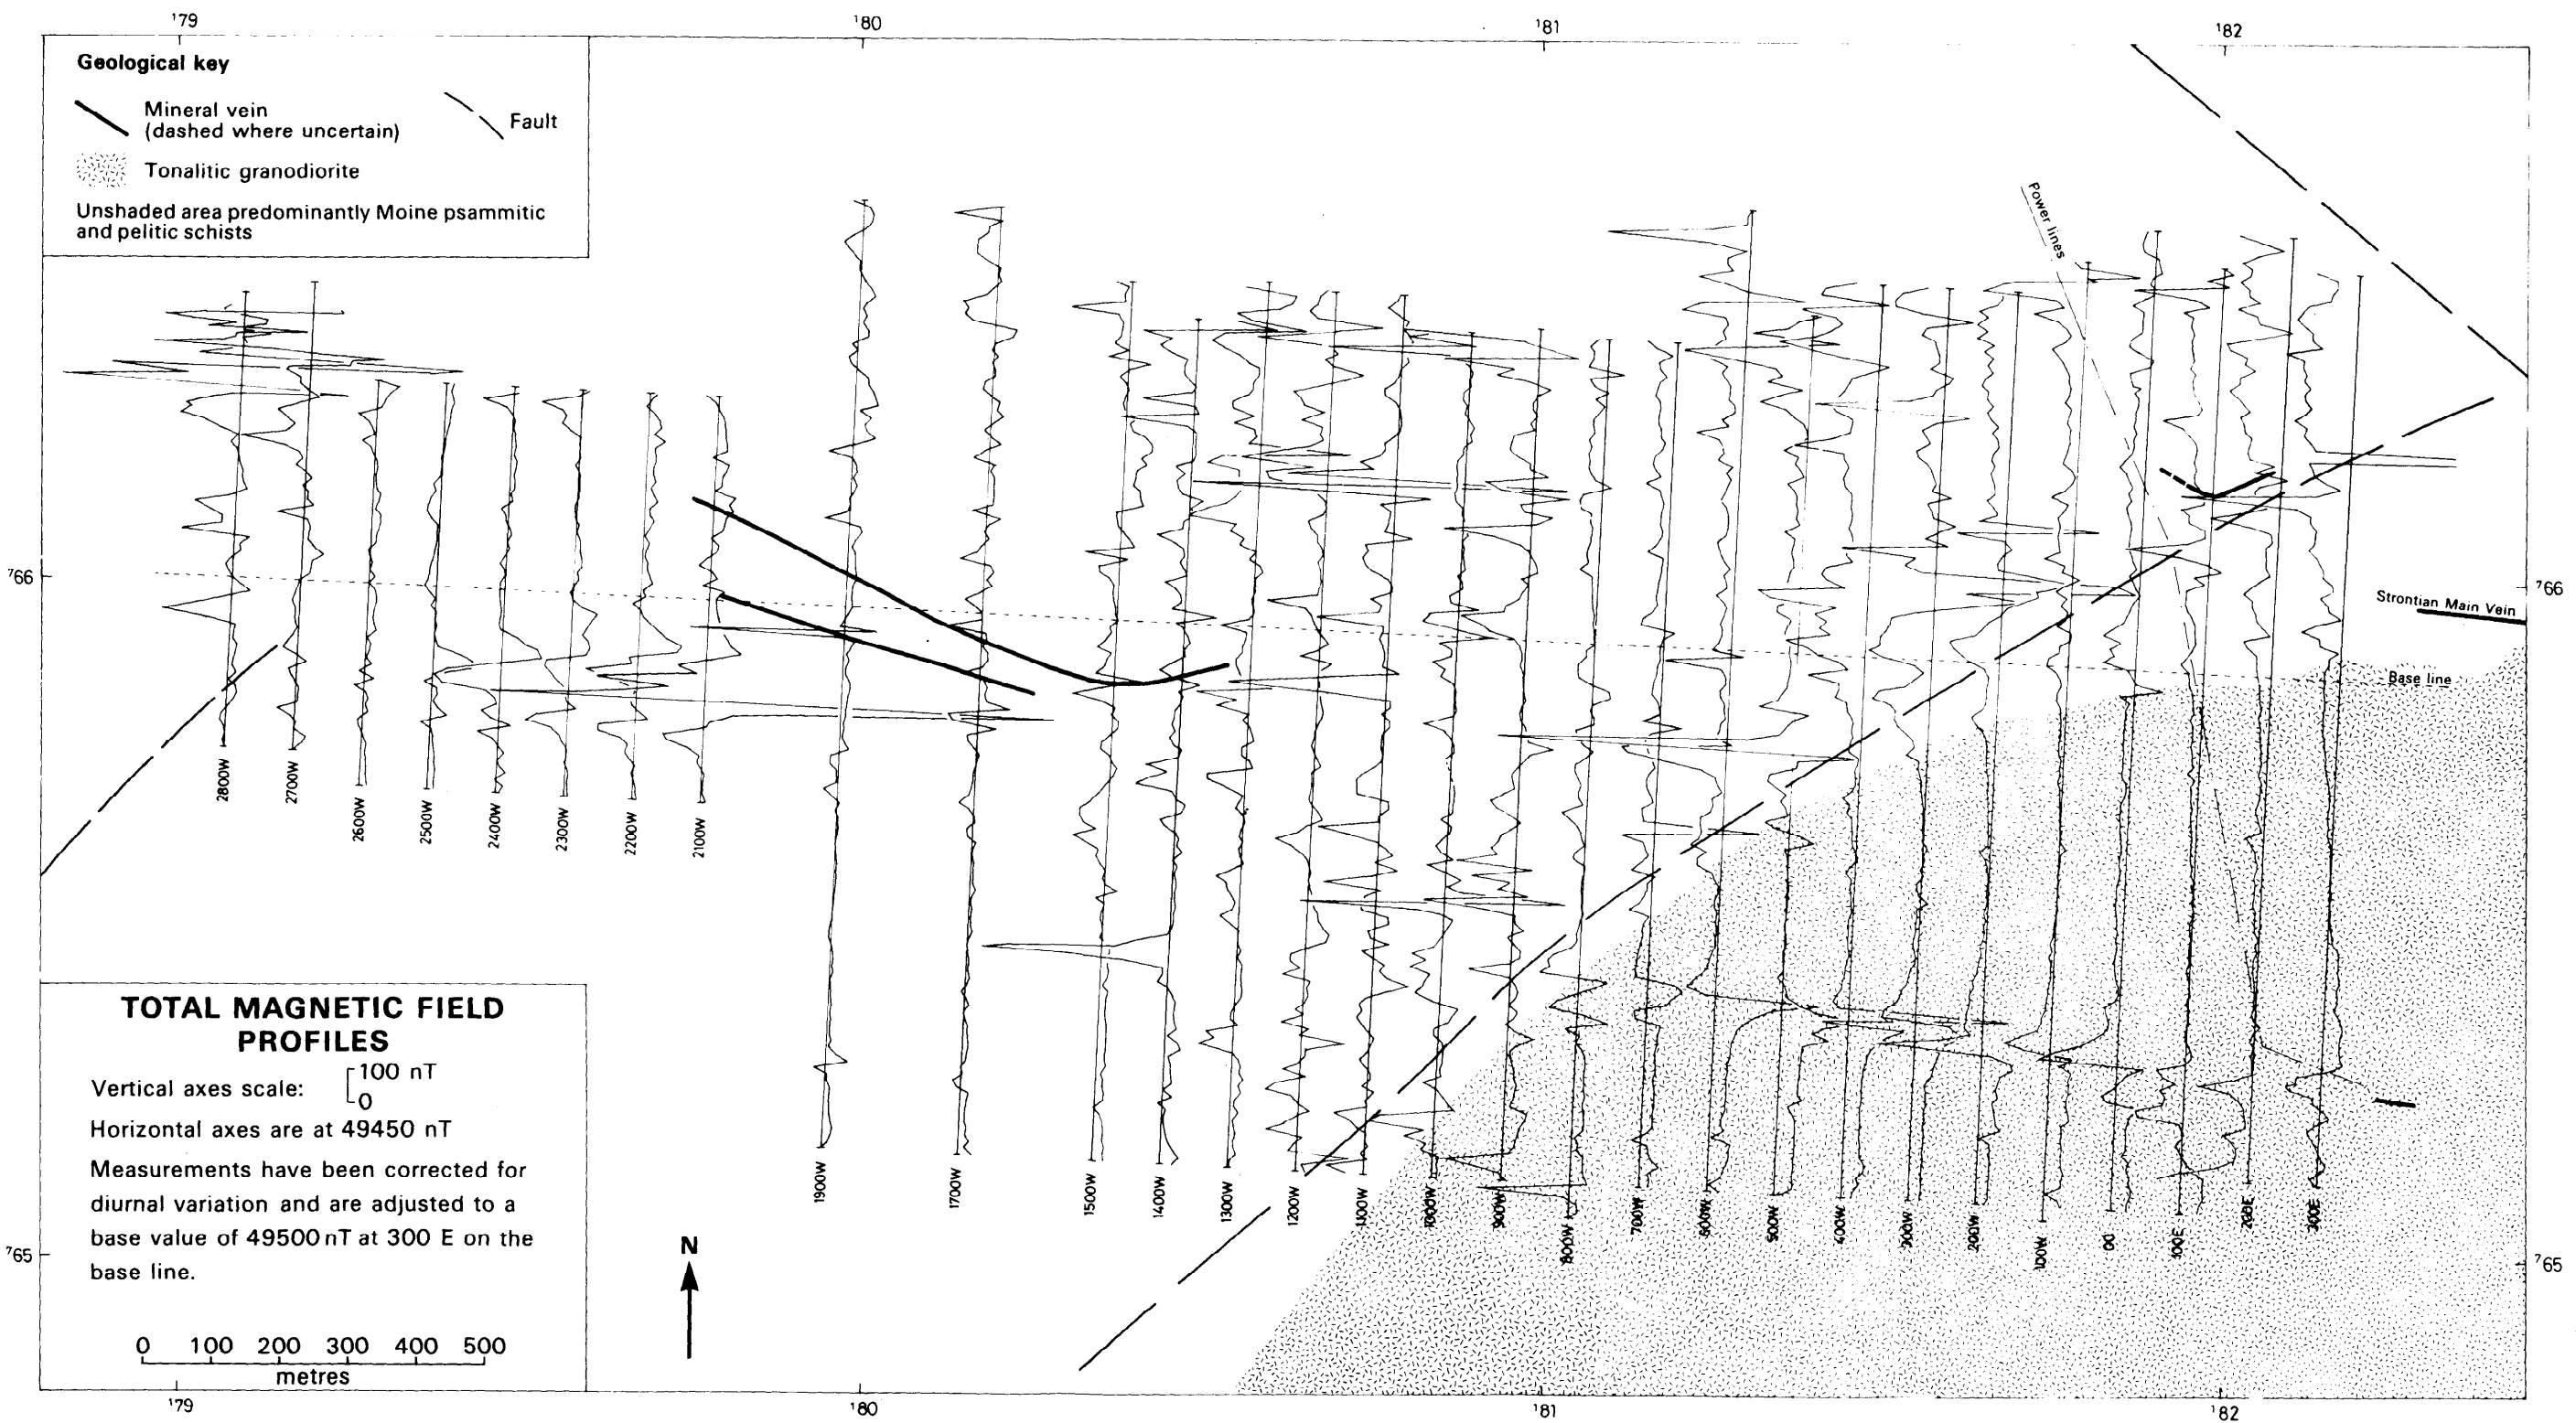 179
180
181
182
Geological key
Mineral vein
(dashed where uncertain)
Fault
Tonalitic granodiorite
Unshaded area predominantly Moine psammitic
and pelitic schists
Power lines
766
766
Strontian Main Vein
Base line
2800W
2700W
2600W
2500W
2400W
2300W
2200W
2100W
1900W
1700W
1500W
1400W
1300W
1200W
1100W
1000W
900W
800W
700W
600W
500W
400W
300W
200W
100W
00
100E
200E
300E
TOTAL MAGNETIC FIELD
PROFILES
Vertical axes scale:
100 nT
0
Horizontal axes are at 49450 nT
Measurements have been corrected for
diurnal variation and are adjusted to a
base value of 49500nT at 300 E on the
base line.
0 100 200 300 400 500
metres
N
765
765
179
180
181
182